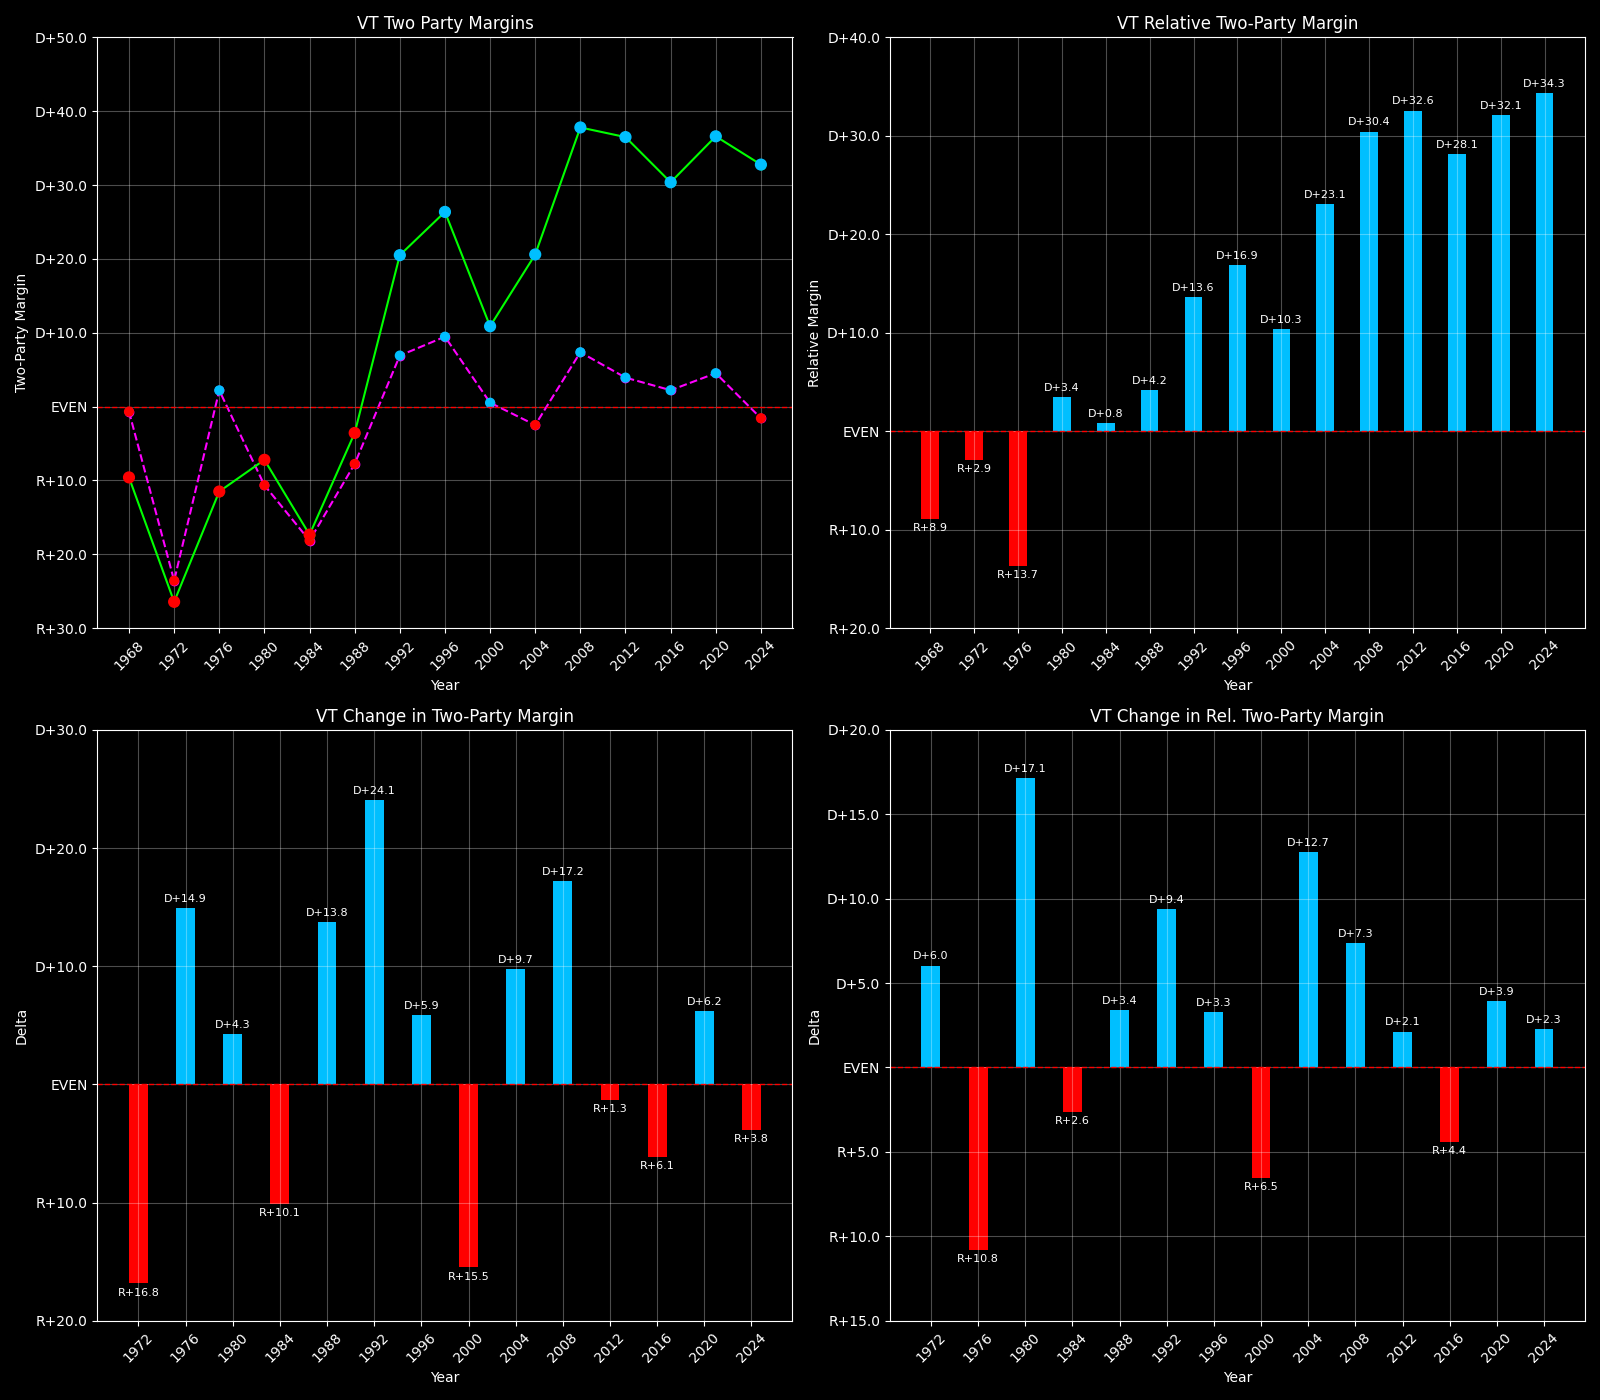 VT Two Party Margins
D+50.0
D+40.0
D+30.0
D+20.0
D+10.0
EVEN
R+10.0
R+20.0
R+30.0
Two-Party Margin
1968 1972 1976 1980 1984 1988 1992 1996 2000 2004 2008 2012 2016 2020 2024
Year
VT Relative Two-Party Margin
D+40.0
D+30.0
D+20.0
D+10.0
EVEN
R+10.0
R+20.0
Relative Margin
R+8.9
R+2.9
R+13.7
D+3.4
D+0.8
D+4.2
D+13.6
D+16.9
D+10.3
D+23.1
D+30.4
D+32.6
D+28.1
D+32.1
D+34.3
1968 1972 1976 1980 1984 1988 1992 1996 2000 2004 2008 2012 2016 2020 2024
Year
VT Change in Two-Party Margin
D+30.0
D+20.0
D+10.0
EVEN
R+10.0
R+20.0
Delta
R+16.8
D+14.9
D+4.3
R+10.1
D+13.8
D+24.1
D+5.9
R+15.5
D+9.7
D+17.2
R+1.3
R+6.1
D+6.2
R+3.8
1972 1976 1980 1984 1988 1992 1996 2000 2004 2008 2012 2016 2020 2024
Year
VT Change in Rel. Two-Party Margin
D+20.0
D+15.0
D+10.0
D+5.0
EVEN
R+5.0
R+10.0
R+15.0
Delta
D+6.0
R+10.8
D+17.1
R+2.6
D+3.4
D+9.4
D+3.3
R+6.5
D+12.7
D+7.3
D+2.1
R+4.4
D+3.9
D+2.3
1972 1976 1980 1984 1988 1992 1996 2000 2004 2008 2012 2016 2020 2024
Year